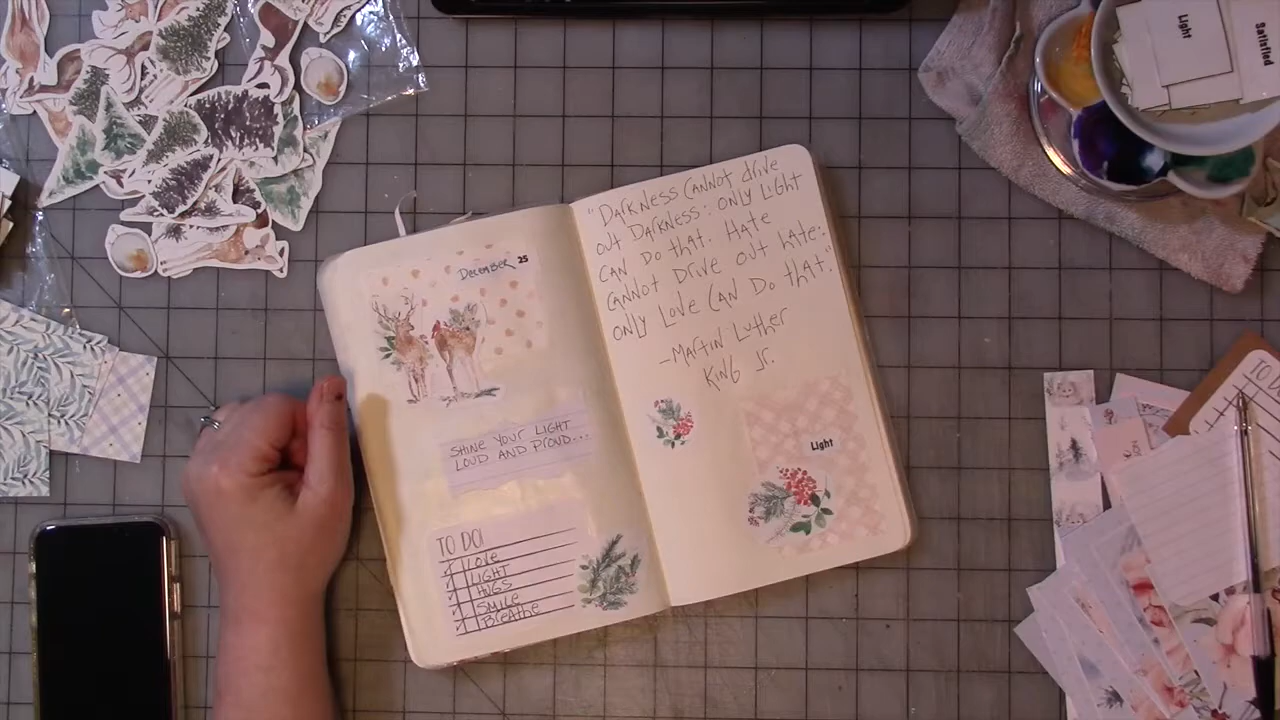 December 25
SHINE YOUR LIGHT
LOUD AND PROUD...
TO DO
LOVE
LIGHT
HUGS
SMILE
Breathe
"DARKNESS CANNOT drive
out DARKNESS: ONLY LIGHT
CAN DO that. HATE
CANNOT DRIVE OUT hate:
ONLY LOVE CAN DO that."
-MARTIN LUTHER
KING Jr.
Light
Light
Satisfied